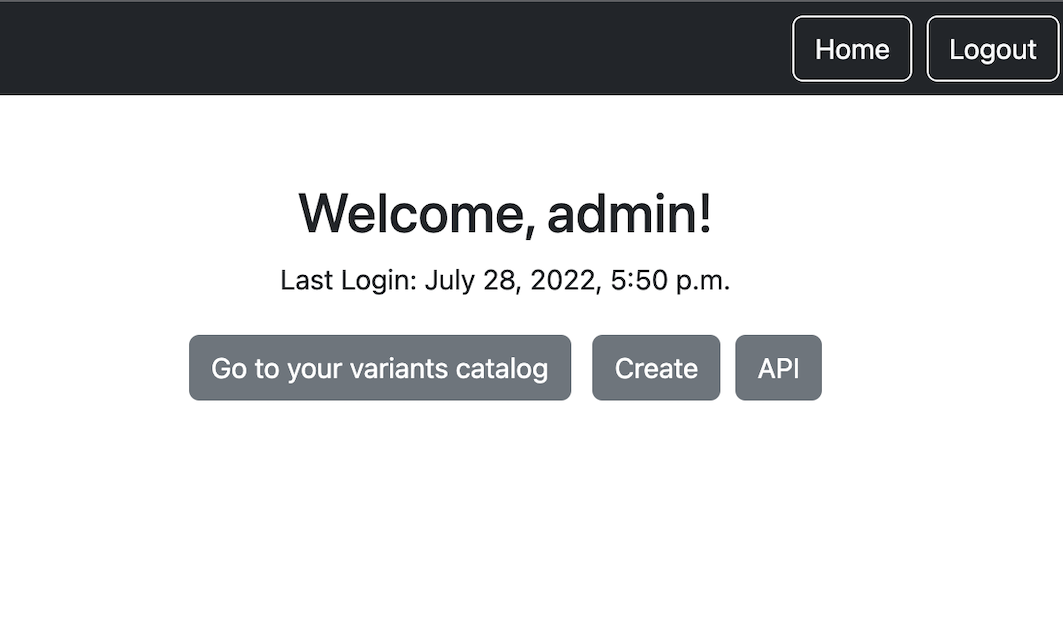 Home Logout
Welcome, admin!
Last Login: July 28, 2022, 5:50 p.m.
Go to your variants catalog Create API